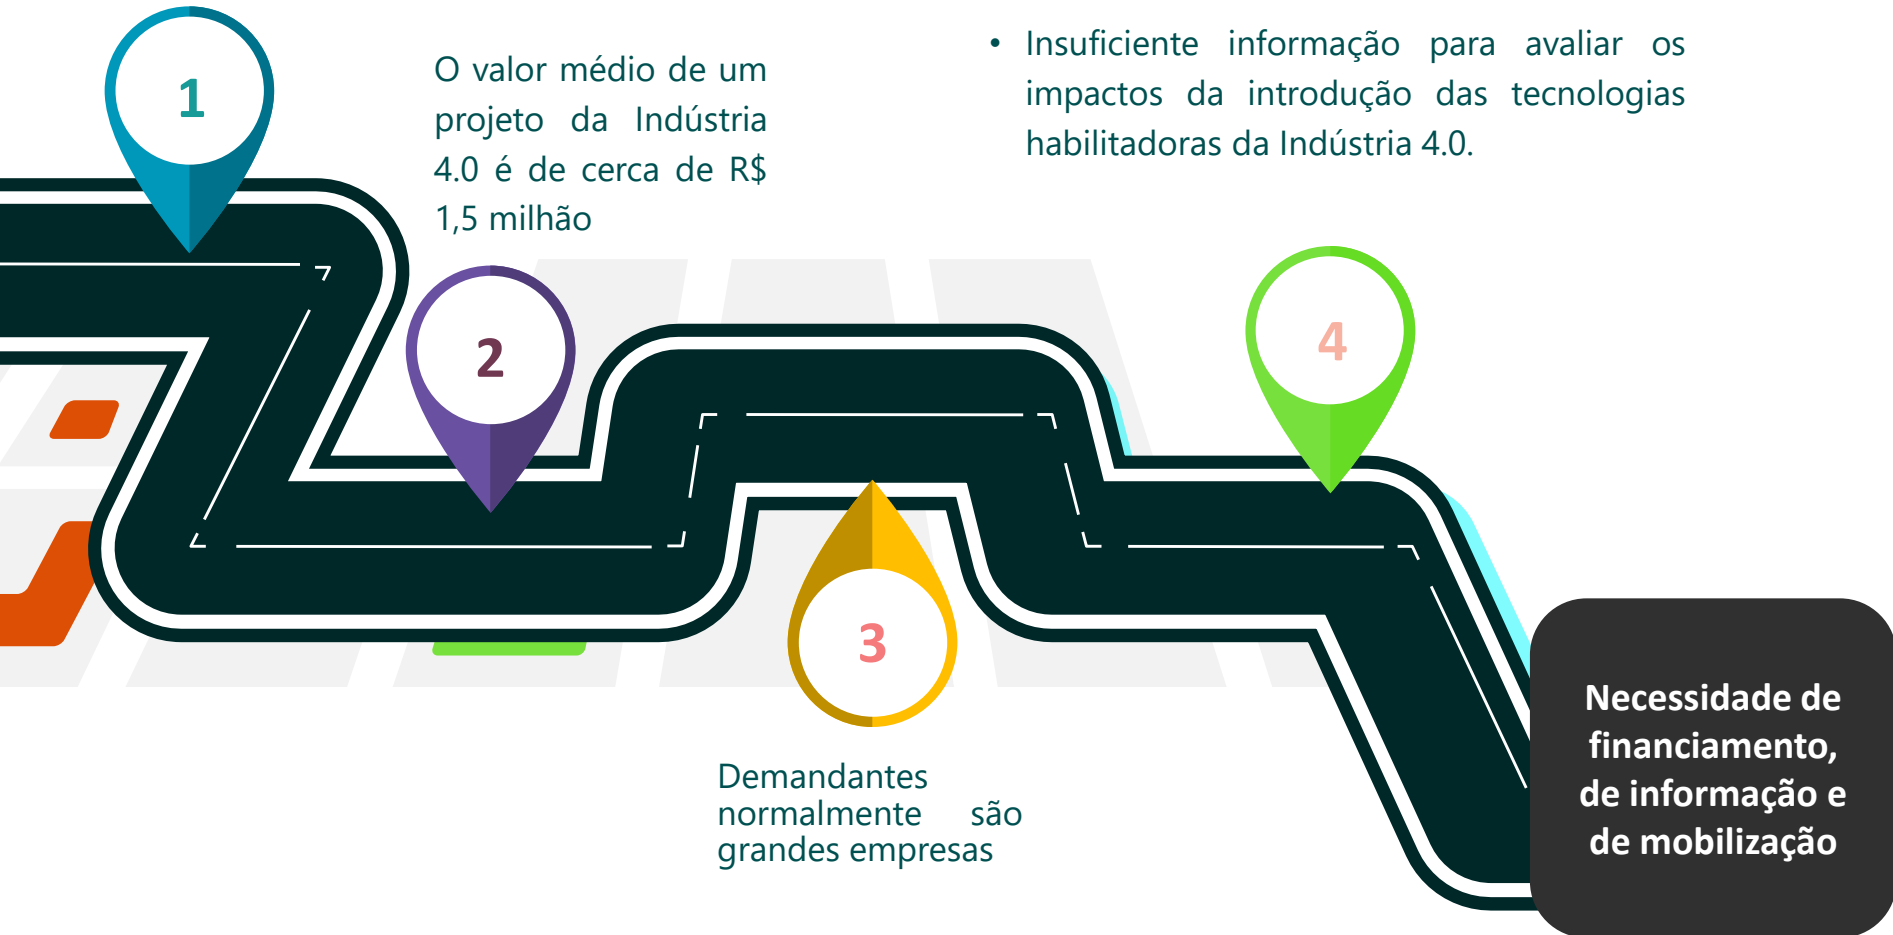 1
O valor médio de um
projeto da Indústria
4.0 é de cerca de R$
1,5 milhão
• Insuficiente informação para avaliar os
impactos da introdução das tecnologias
habilitadoras da Indústria 4.0.
2
4
3
Demandantes
normalmente são
grandes empresas
Necessidade de
financiamento,
de informação e
de mobilização